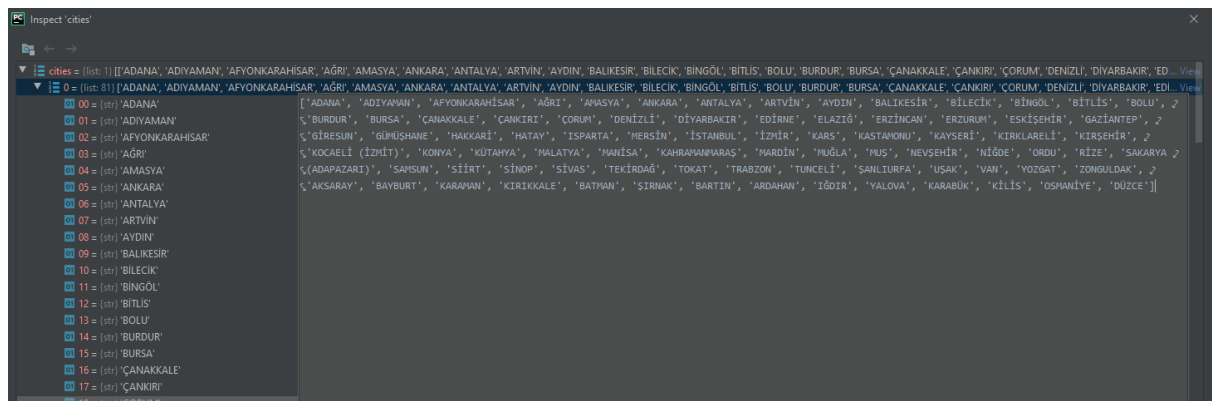 Inspect 'cities'
cities = {list: 1} [['ADANA', 'ADIYAMAN', 'AFYONKARAHİSAR', 'AĞRI', 'AMASYA', 'ANKARA', 'ANTALYA', 'ARTVİN', 'AYDIN', 'BALIKESİR', 'BİLECİK', 'BİNGÖL', 'BİTLİS', 'BOLU', 'BURDUR', 'BURSA', 'ÇANAKKALE', 'ÇANKIRI', 'ÇORUM', 'DENİZLİ', 'DİYARBAKIR', 'ED... View
0 = {list: 81} ['ADANA', 'ADIYAMAN', 'AFYONKARAHİSAR', 'AĞRI', 'AMASYA', 'ANKARA', 'ANTALYA', 'ARTVİN', 'AYDIN', 'BALIKESİR', 'BİLECİK', 'BİNGÖL', 'BİTLİS', 'BOLU', 'BURDUR', 'BURSA', 'ÇANAKKALE', 'ÇANKIRI', 'ÇORUM', 'DENİZLİ', 'DİYARBAKIR', 'EDİ... View
00 = {str} 'ADANA'
01 = {str} 'ADIYAMAN'
02 = {str} 'AFYONKARAHİSAR'
03 = {str} 'AĞRI'
04 = {str} 'AMASYA'
05 = {str} 'ANKARA'
06 = {str} 'ANTALYA'
07 = {str} 'ARTVİN'
08 = {str} 'AYDIN'
09 = {str} 'BALIKESİR'
10 = {str} 'BİLECİK'
11 = {str} 'BİNGÖL'
12 = {str} 'BİTLİS'
13 = {str} 'BOLU'
14 = {str} 'BURDUR'
15 = {str} 'BURSA'
16 = {str} 'ÇANAKKALE'
17 = {str} 'ÇANKIRI'
['ADANA', 'ADIYAMAN', 'AFYONKARAHİSAR', 'AĞRI', 'AMASYA', 'ANKARA', 'ANTALYA', 'ARTVİN', 'AYDIN', 'BALIKESİR', 'BİLECİK', 'BİNGÖL', 'BİTLİS', 'BOLU',
'BURDUR', 'BURSA', 'ÇANAKKALE', 'ÇANKIRI', 'ÇORUM', 'DENİZLİ', 'DİYARBAKIR', 'EDİRNE', 'ELAZIĞ', 'ERZİNCAN', 'ERZURUM', 'ESKİŞEHİR', 'GAZİANTEP',
'GİRESUN', 'GÜMÜŞHANE', 'HAKKARİ', 'HATAY', 'ISPARTA', 'MERSİN', 'İSTANBUL', 'İZMİR', 'KARS', 'KASTAMONU', 'KAYSERİ', 'KIRKLARELİ', 'KIRŞEHİR',
'KOCAELİ (İZMİT)', 'KONYA', 'KÜTAHYA', 'MALATYA', 'MANİSA', 'KAHRAMANMARAŞ', 'MARDİN', 'MUĞLA', 'MUŞ', 'NEVŞEHİR', 'NİĞDE', 'ORDU', 'RİZE', 'SAKARYA
(ADAPAZARI)', 'SAMSUN', 'SİİRT', 'SİNOP', 'SİVAS', 'TEKİRDAĞ', 'TOKAT', 'TRABZON', 'TUNCELİ', 'ŞANLIURFA', 'UŞAK', 'VAN', 'YOZGAT', 'ZONGULDAK',
'AKSARAY', 'BAYBURT', 'KARAMAN', 'KIRIKKALE', 'BATMAN', 'ŞIRNAK', 'BARTIN', 'ARDAHAN', 'IĞDIR', 'YALOVA', 'KARABÜK', 'KİLİS', 'OSMANİYE', 'DÜZCE']